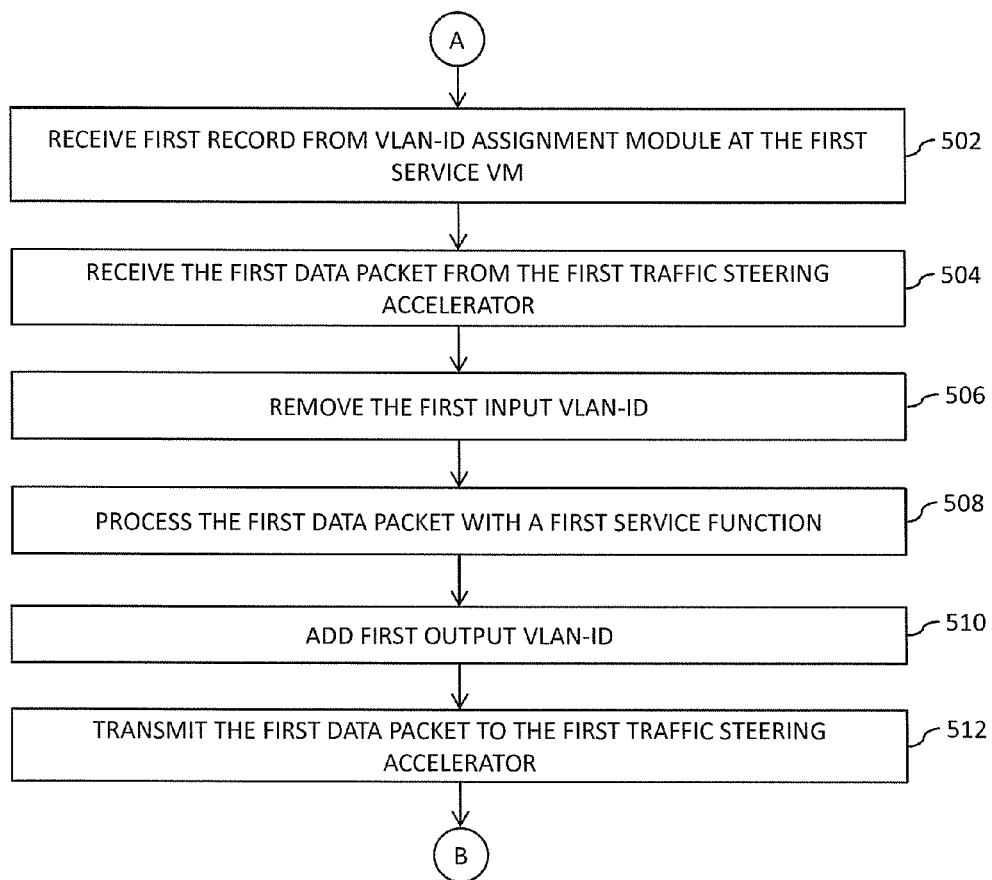 A
RECEIVE FIRST RECORD FROM VLAN-ID ASSIGNMENT MODULE AT THE FIRST
SERVICE VM
502
RECEIVE THE FIRST DATA PACKET FROM THE FIRST TRAFFIC STEERING
ACCELERATOR
504
REMOVE THE FIRST INPUT VLAN-ID
506
PROCESS THE FIRST DATA PACKET WITH A FIRST SERVICE FUNCTION
508
ADD FIRST OUTPUT VLAN-ID
510
TRANSMIT THE FIRST DATA PACKET TO THE FIRST TRAFFIC STEERING
ACCELERATOR
512
B